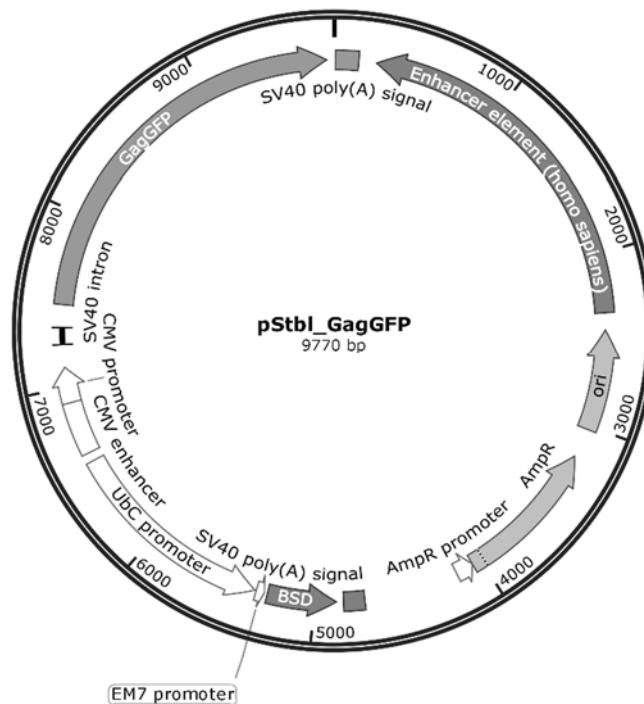 9000
1000
SV40 poly(A) signal
Enhancer element (homo sapiens)
GagGFP
8000
2000
SV40 intron
CMV promoter
pStbl_GagGFP
9770 bp
7000
CMV enhancer
ori
3000
UbC promoter
AmpR
SV40 poly(A) signal
AmpR promoter
6000
BSD
4000
5000
EM7 promoter